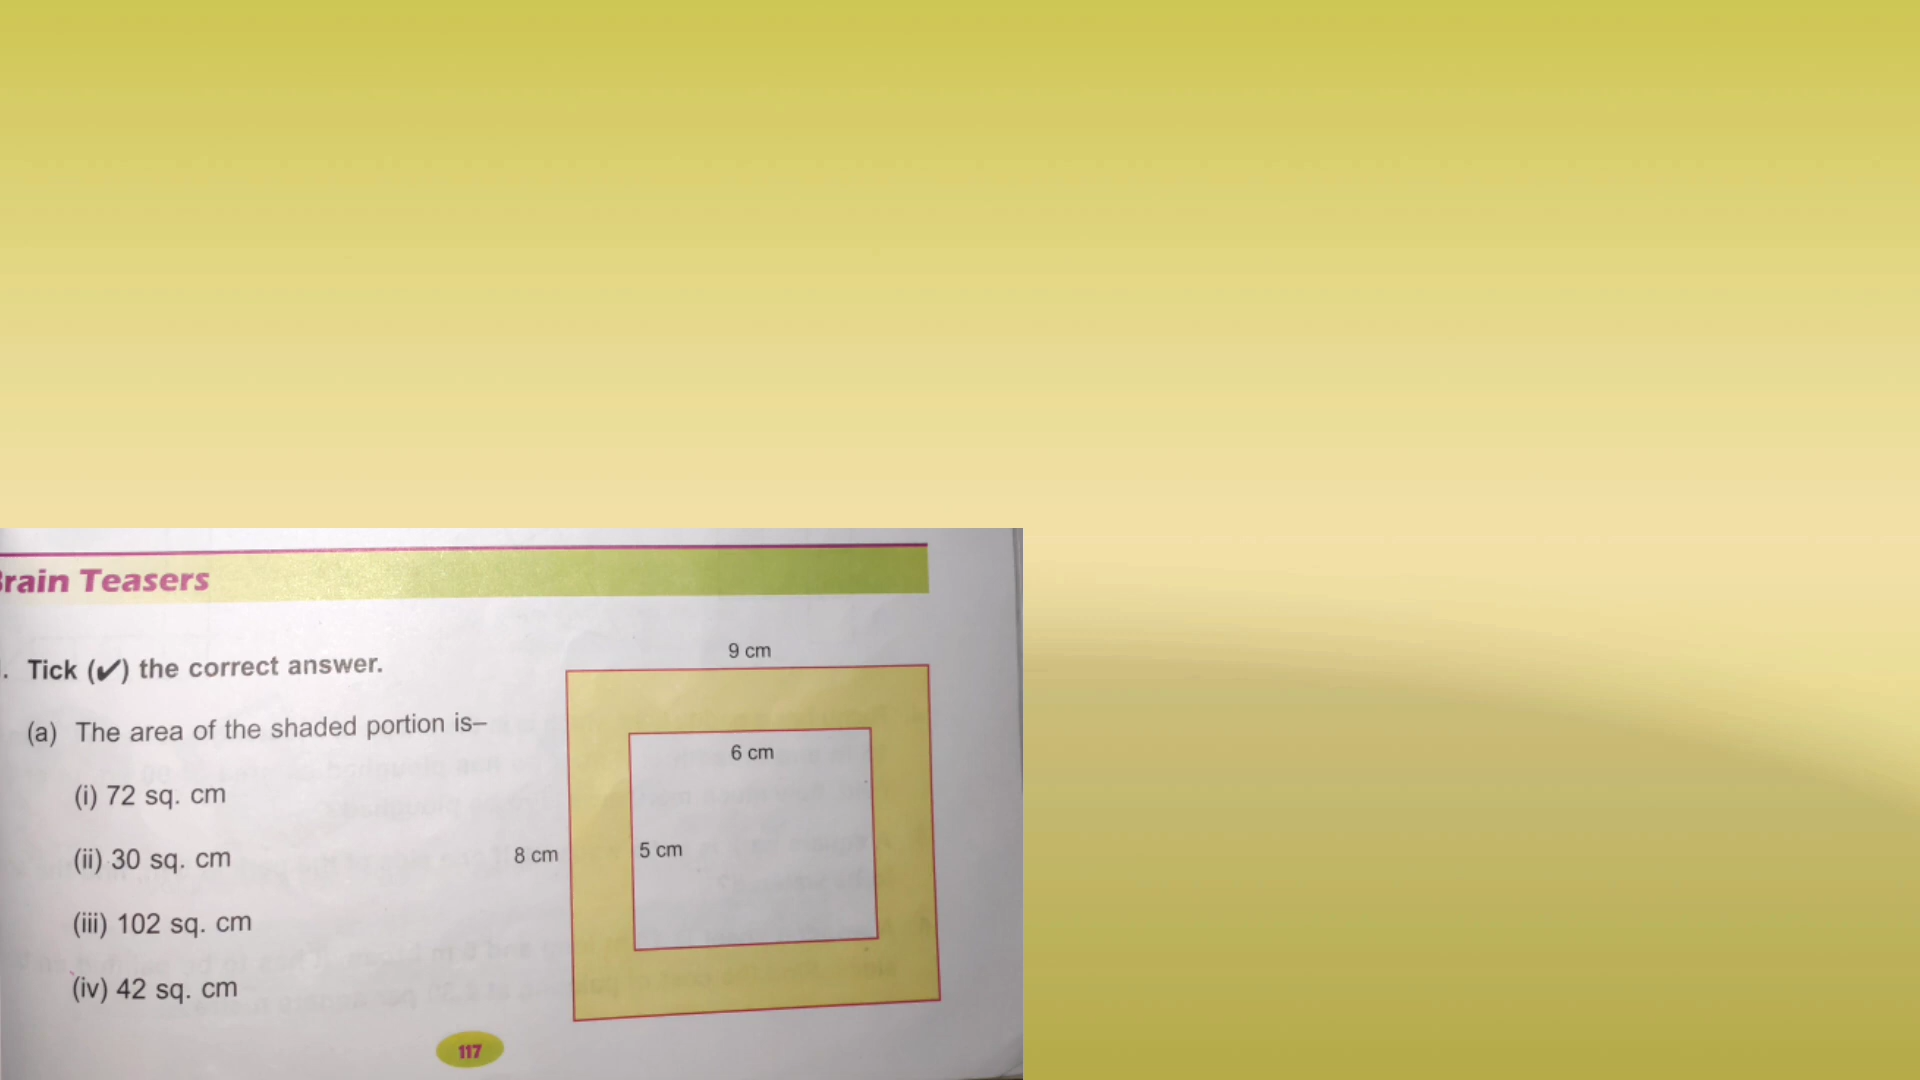 rain Teasers
. Tick (✔) the correct answer.
(a) The area of the shaded portion is–
(i) 72 sq. cm
(ii) 30 sq. cm
(iii) 102 sq. cm
(iv) 42 sq. cm
9 cm
6 cm
8 cm
5 cm
117